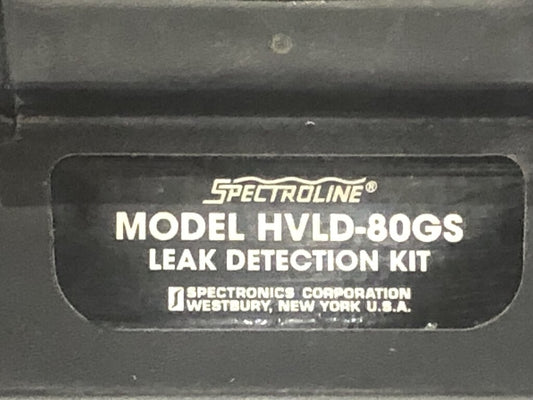 SPECTROLINE®
MODEL HVLD-80GS
LEAK DETECTION KIT
SPECTRONICS CORPORATION
WESTBURY, NEW YORK U.S.A.